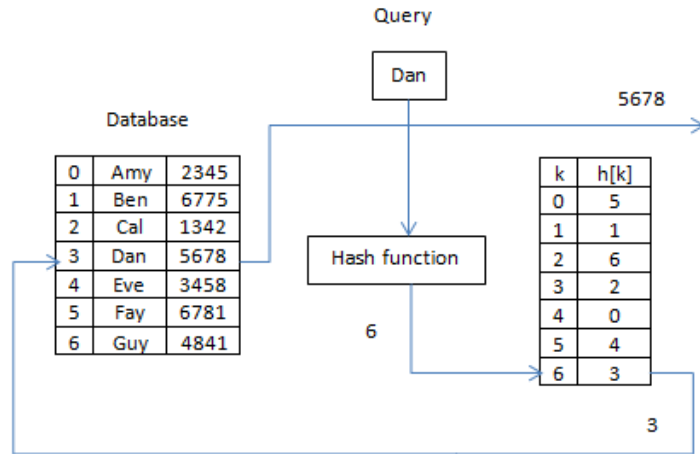 Query
Dan
5678
Database
0 Amy 2345
1 Ben 6775
2 Cal 1342
3 Dan 5678
4 Eve 3458
5 Fay 6781
6 Guy 4841
Hash function
6
k h[k]
0 5
1 1
2 6
3 2
4 0
5 4
6 3
3